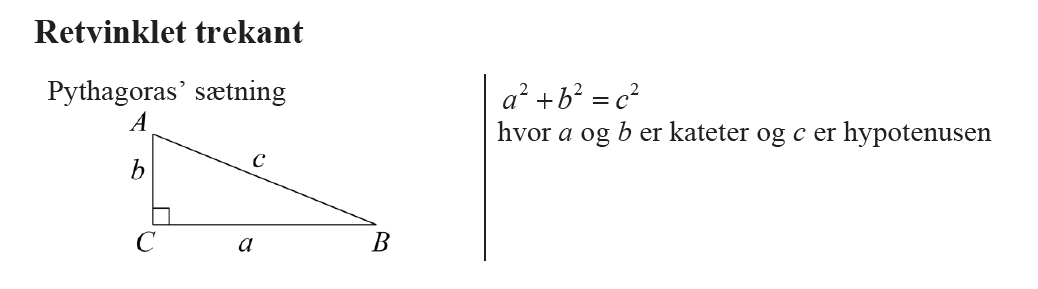 Retvinklet trekant
Pythagoras’ sætning
A
b
c
C
a
B
a² + b² = c²
hvor a og b er kateter og c er hypotenusen